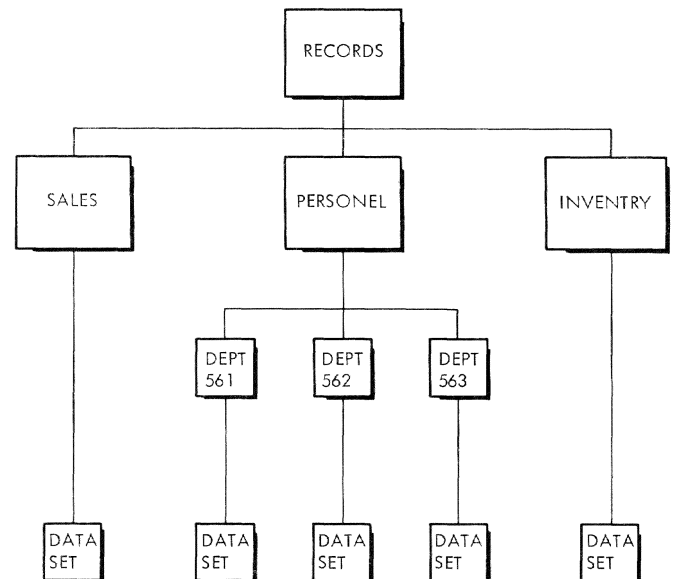 RECORDS
SALES
PERSONEL
INVENTRY
DEPT
561
DEPT
562
DEPT
563
DATA
SET
DATA
SET
DATA
SET
DATA
SET
DATA
SET